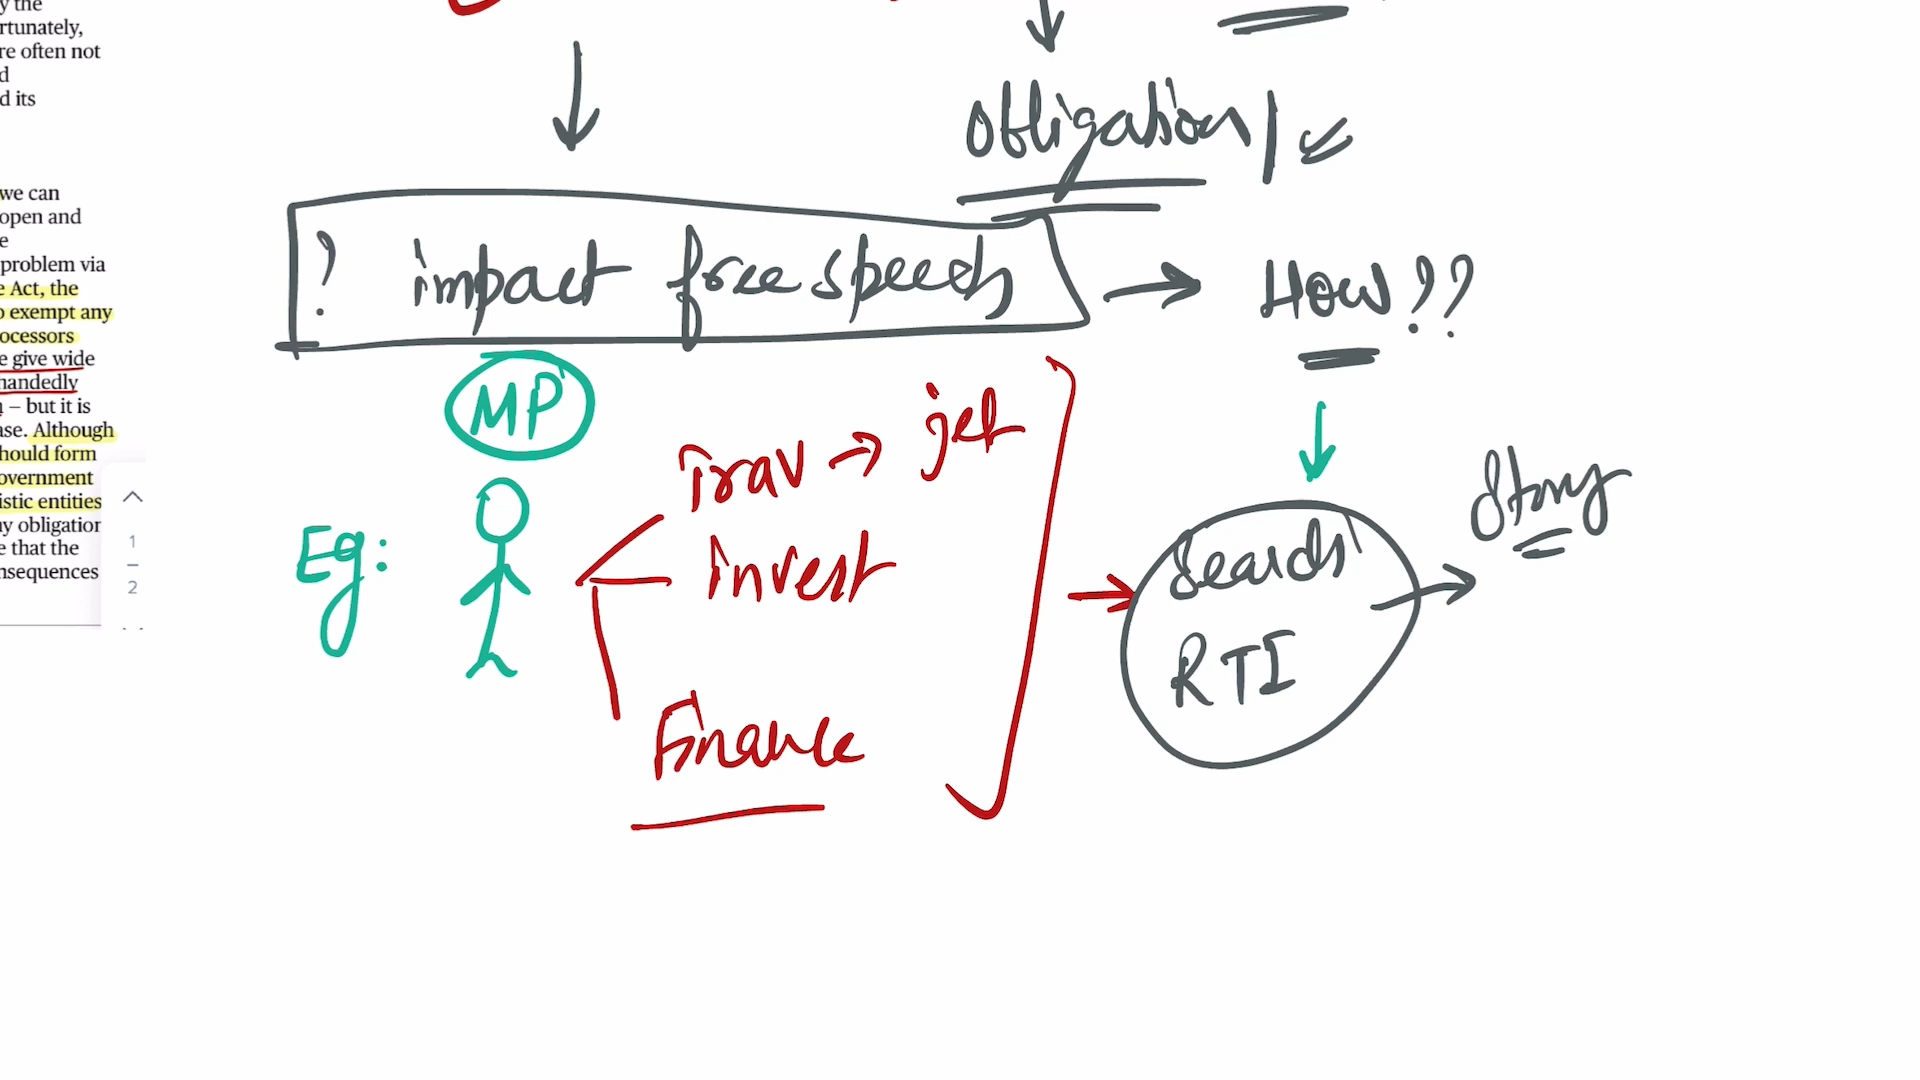 y the
rtunately,
re often not
d
d its
we can
open and
e
problem via
e Act, the
o exempt any
ocessors
e give wide
handedly
n – but it is
ase. Although
hould form
overnment
istic entities
ny obligation
e that the
nsequences
1
2
Obligation
? impact free speech
How??
MP
Trav → jet
Eg:
invest
Finance
Search
RTI
Story